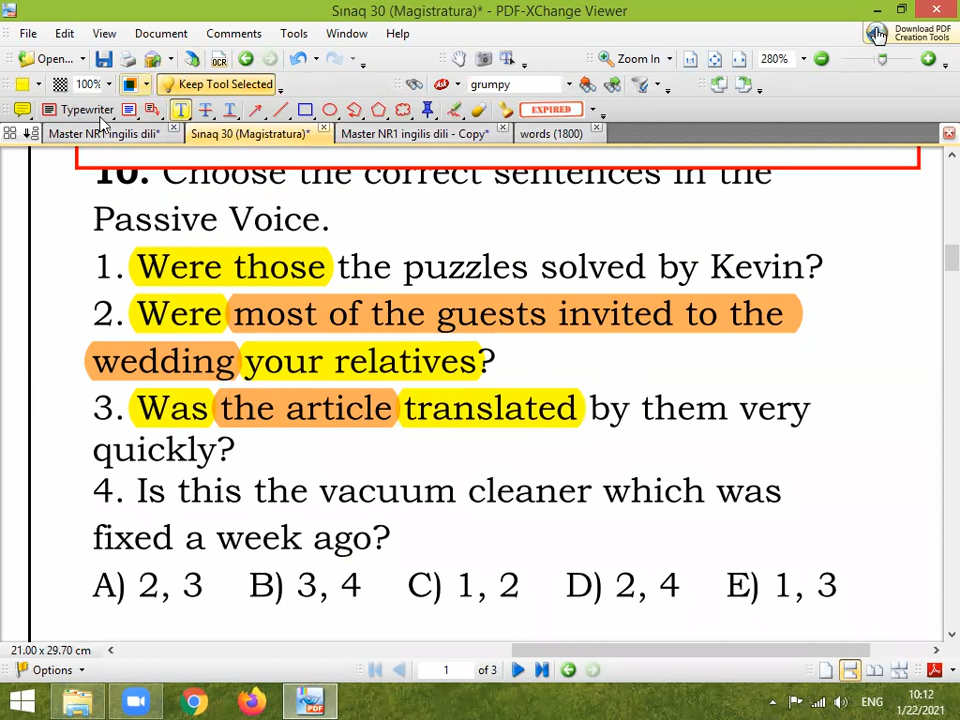 Sınaq 30 (Magistratura)* - PDF-XChange Viewer
File Edit View Document Comments Tools Window Help
Download PDF Creation Tools
Open... OCR Zoom In 280%
100% Keep Tool Selected grumpy
Typewriter T T T EXPIRED
Master NR1 ingilis dili* Sınaq 30 (Magistratura)* Master NR1 ingilis dili - Copy* words (1800)
10. Choose the correct sentences in the
Passive Voice.
1. Were those the puzzles solved by Kevin?
2. Were most of the guests invited to the
wedding your relatives?
3. Was the article translated by them very
quickly?
4. Is this the vacuum cleaner which was
fixed a week ago?
A) 2, 3 B) 3, 4 C) 1, 2 D) 2, 4 E) 1, 3
21.00 x 29.70 cm
Options 1 of 3
PDF ENG 10:12
1/22/2021